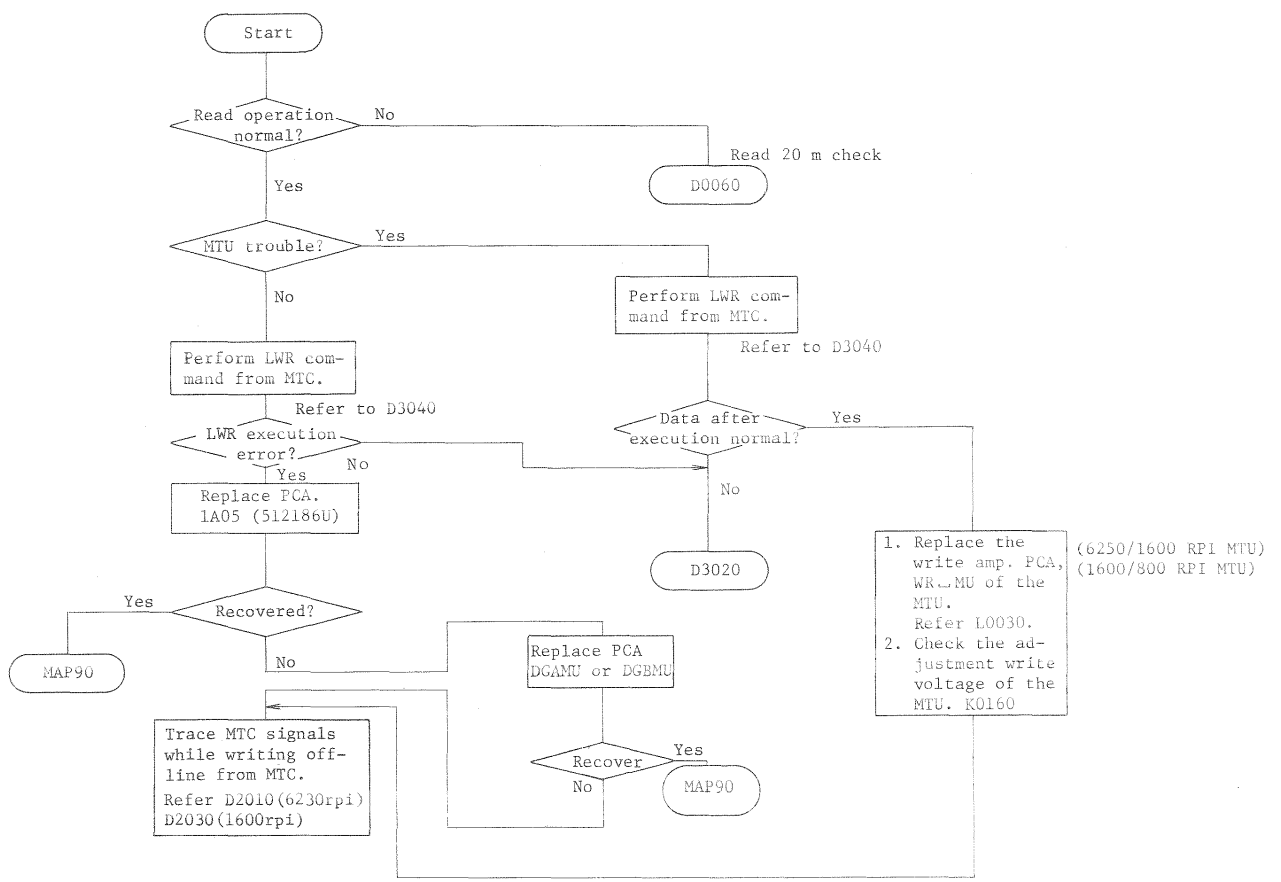 Start
Read operation
normal?
No
Read 20 m check
D0060
Yes
MTU trouble?
Yes
No
Perform LWR com-
mand from MTC.
Refer to D3040
Perform LWR com-
mand from MTC.
Refer to D3040
LWR execution
error?
No
Yes
Data after
execution normal?
Yes
No
D3020
Replace PCA.
1A05 (512186U)
1. Replace the
write amp. PCA,
WR⌴MU of the
MTU.
Refer L0030.
2. Check the ad-
justment write
voltage of the
MTU. K0160
(6250/1600 RPI MTU)
(1600/800 RPI MTU)
Recovered?
Yes
MAP90
No
Replace PCA
DGAMU or DGBMU
Recover
Yes
MAP90
No
Trace MTC signals
while writing off-
line from MTC.
Refer D2010(6230rpi)
D2030(1600rpi)